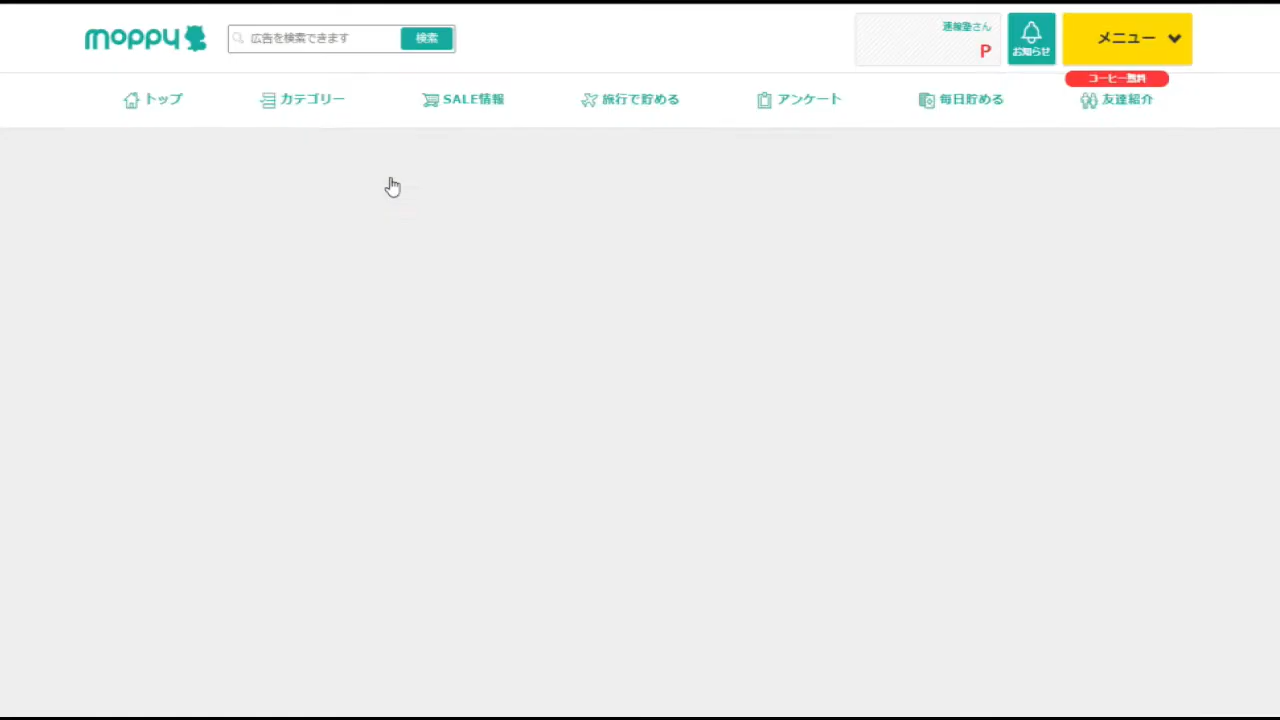 moppy
広告を検索できます
検索
速報塾さん
P
お知らせ
メニュー
コーヒー無料
トップ
カテゴリー
SALE情報
旅行で貯める
アンケート
毎日貯める
友達紹介